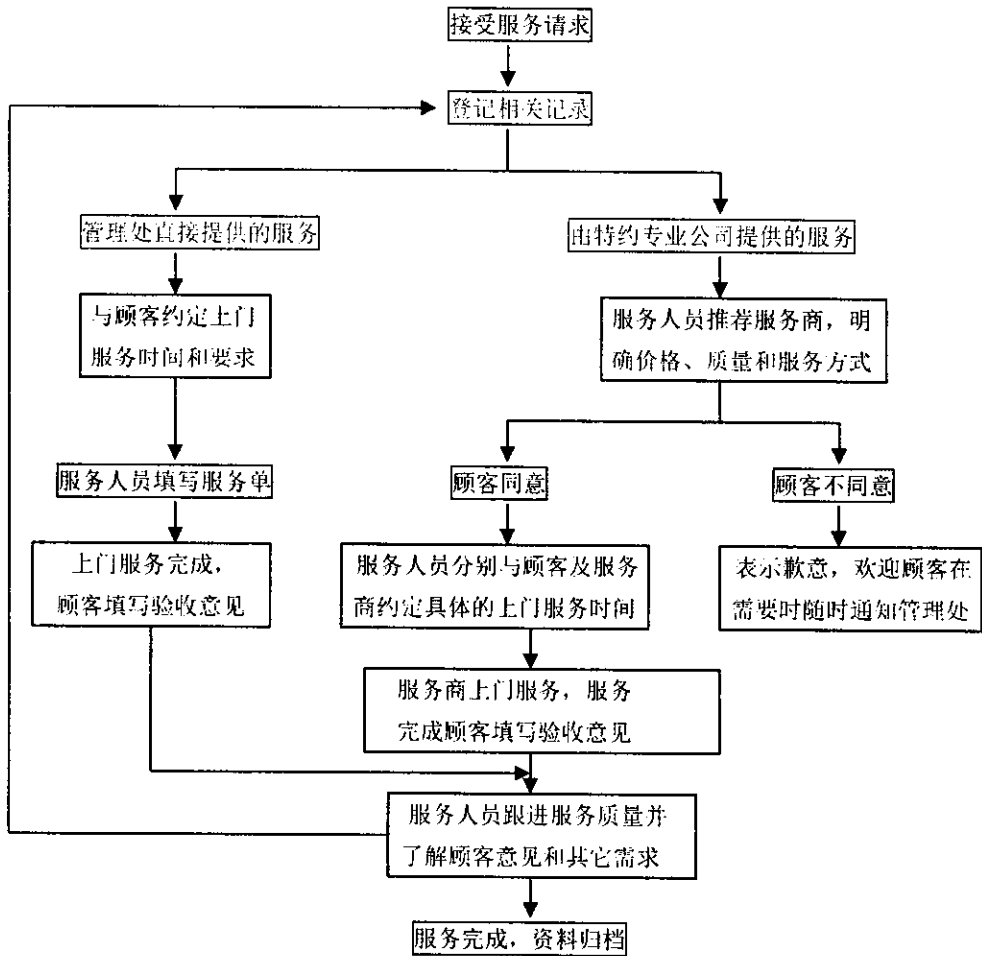 接受服务请求
登记相关记录
管理处直接提供的服务
由特约专业公司提供的服务
与顾客约定上门
服务时间和要求
服务人员推荐服务商，明
确价格、质量和服务方式
服务人员填写服务单
顾客同意
顾客不同意
上门服务完成，
顾客填写验收意见
服务人员分别与顾客及服务
商约定具体的上门服务时间
表示歉意，欢迎顾客在
需要时随时通知管理处
服务商上门服务，服务
完成顾客填写验收意见
服务人员跟进服务质量并
了解顾客意见和其它需求
服务完成，资料归档